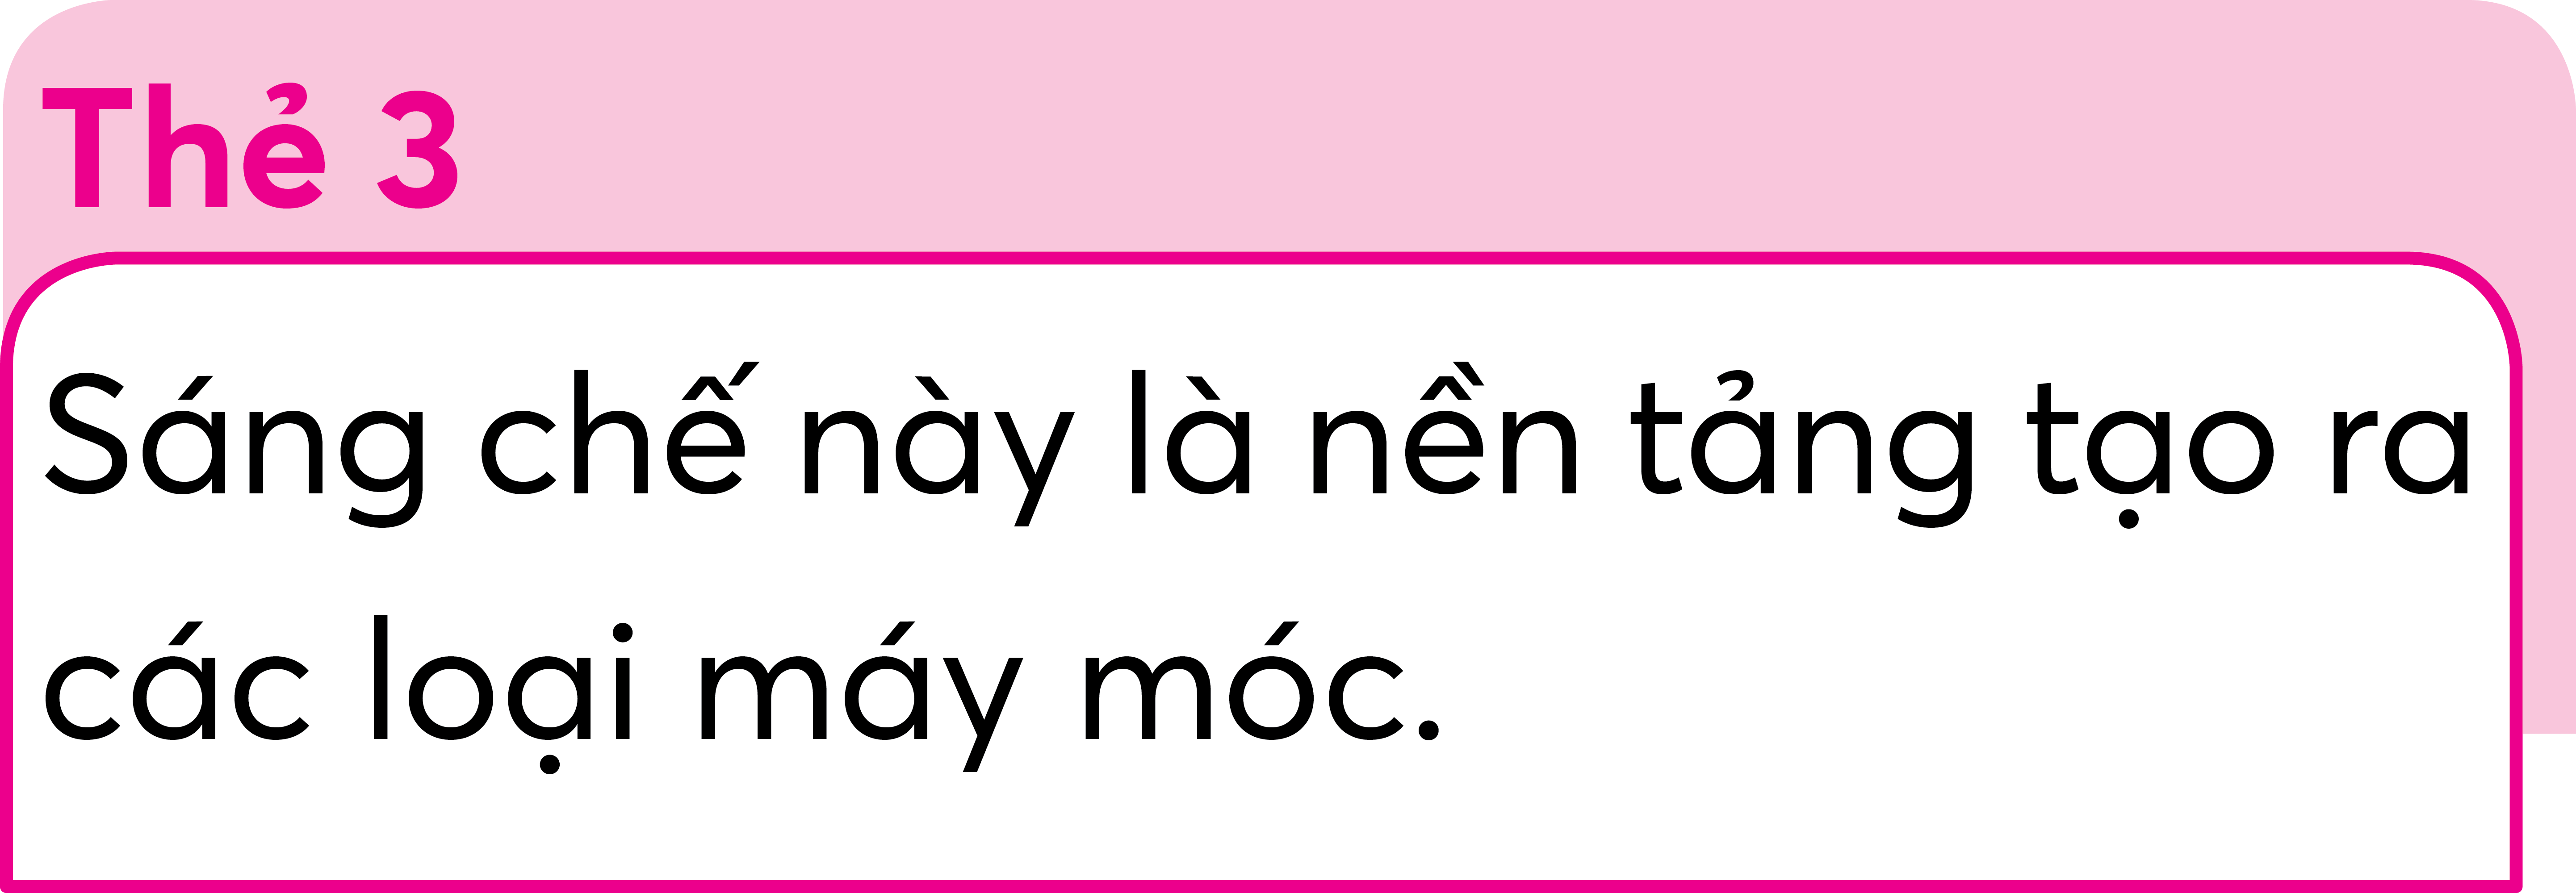 Thẻ 3
Sáng chế này là nền tảng tạo ra
các loại máy móc.